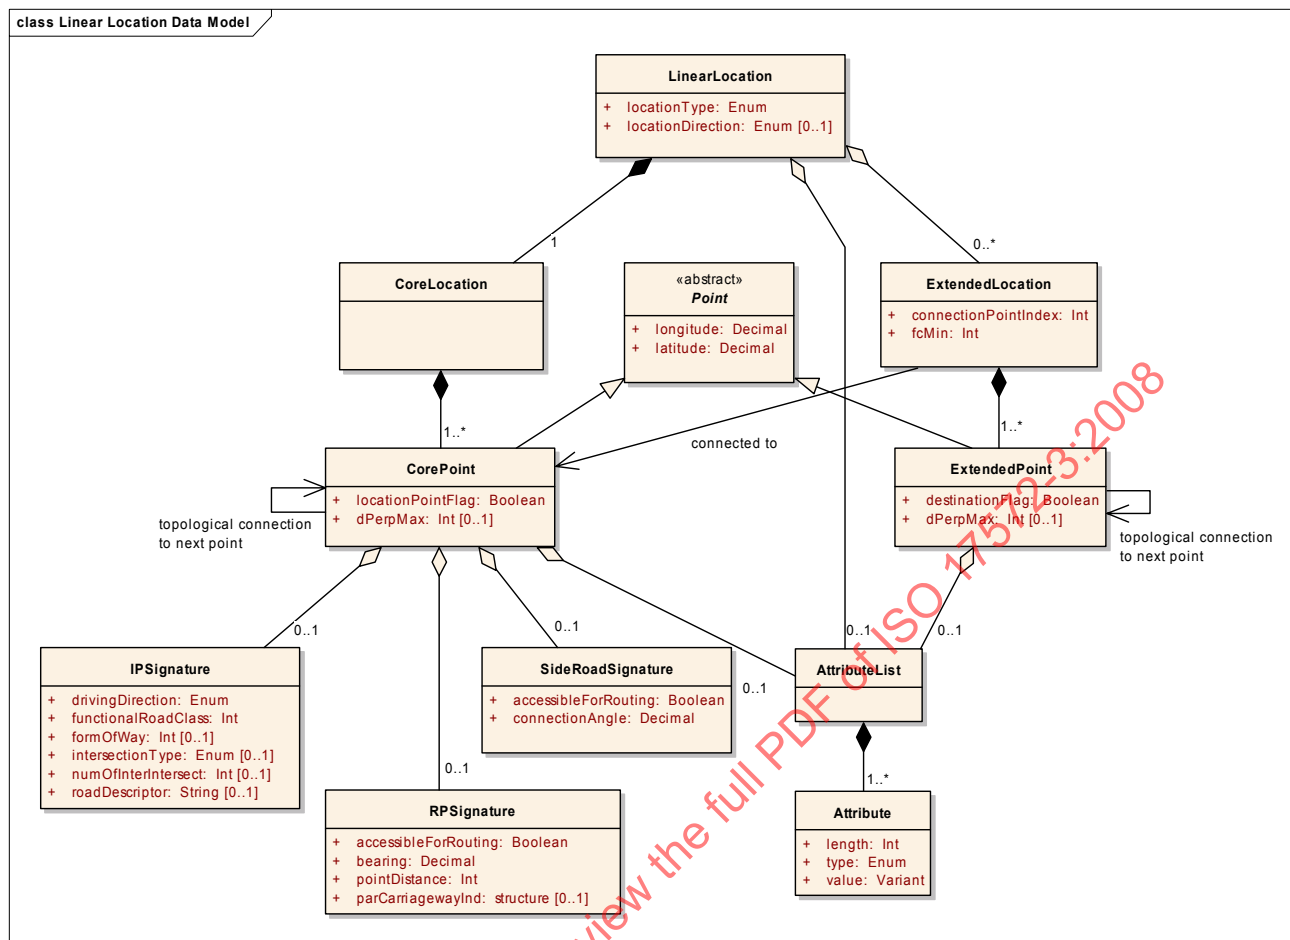 class Linear Location Data Model
LinearLocation
+ locationType: Enum
+ locationDirection: Enum [0..1]
1
0..*
CoreLocation
«abstract»
Point
+ longitude: Decimal
+ latitude: Decimal
ExtendedLocation
+ connectionPointIndex: Int
+ fcMin: Int
1..*
connected to
1..*
CorePoint
+ locationPointFlag: Boolean
+ dPerpMax: Int [0..1]
ExtendedPoint
+ destinationFlag: Boolean
+ dPerpMax: Int [0..1]
topological connection
to next point
topological connection
to next point
0..1
0..1
0..1
0..1
0..1
0..1
IPSignature
+ drivingDirection: Enum
+ functionalRoadClass: Int
+ formOfWay: Int [0..1]
+ intersectionType: Enum [0..1]
+ numOfInterIntersect: Int [0..1]
+ roadDescriptor: String [0..1]
SideRoadSignature
+ accessibleForRouting: Boolean
+ connectionAngle: Decimal
AttributeList
1..*
RPSignature
+ accessibleForRouting: Boolean
+ bearing: Decimal
+ pointDistance: Int
+ parCarriagewayInd: structure [0..1]
Attribute
+ length: Int
+ type: Enum
+ value: Variant
view the full PDF of ISO 17572-3:2008